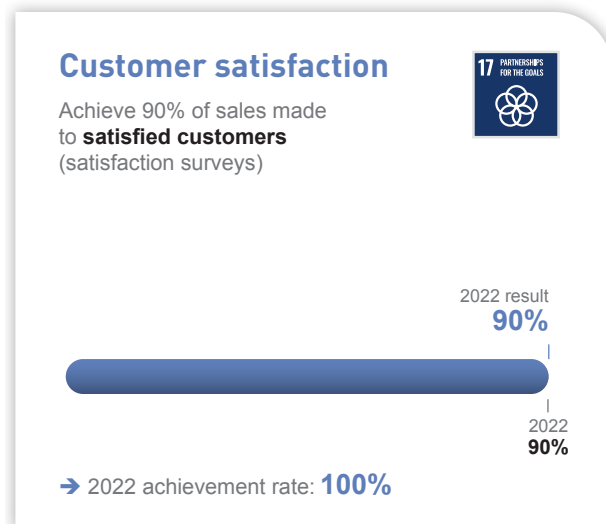 Customer satisfaction
17 PARTNERSHIPS
FOR THE GOALS
Achieve 90% of sales made
to satisfied customers
(satisfaction surveys)
2022 result
90%
2022
90%
➔ 2022 achievement rate: 100%